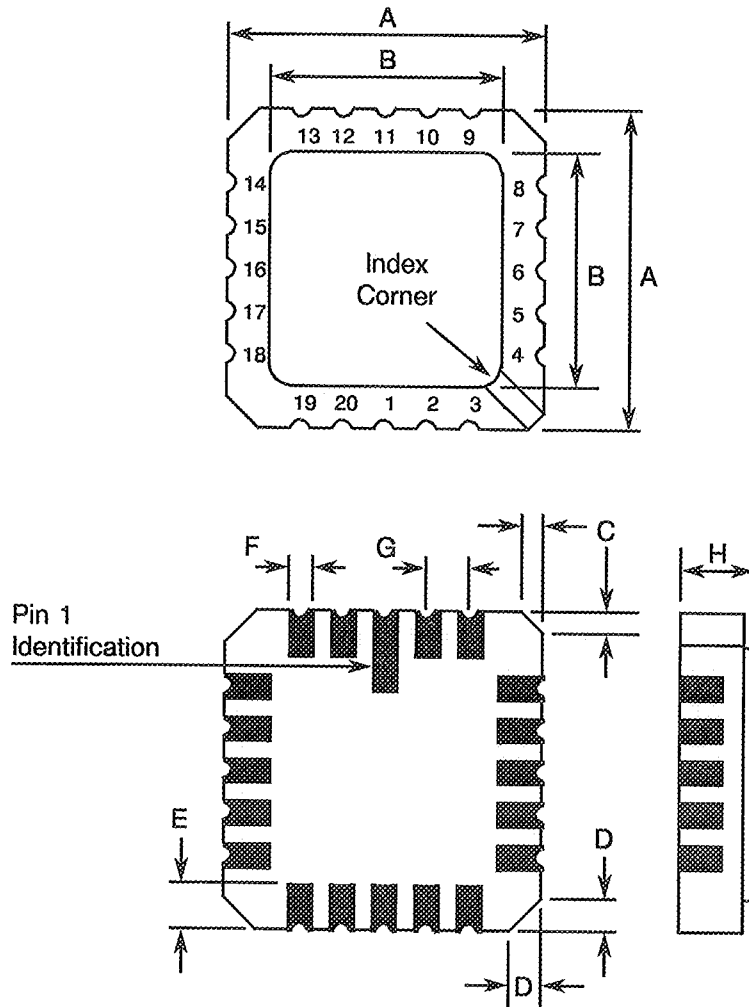 A
B
13 12 11 10 9
14 8
15 7
16 6
17 5
18 4
Index
Corner
B
A
19 20 1 2 3
C
F
G
H
Pin 1
Identification
E
D
D